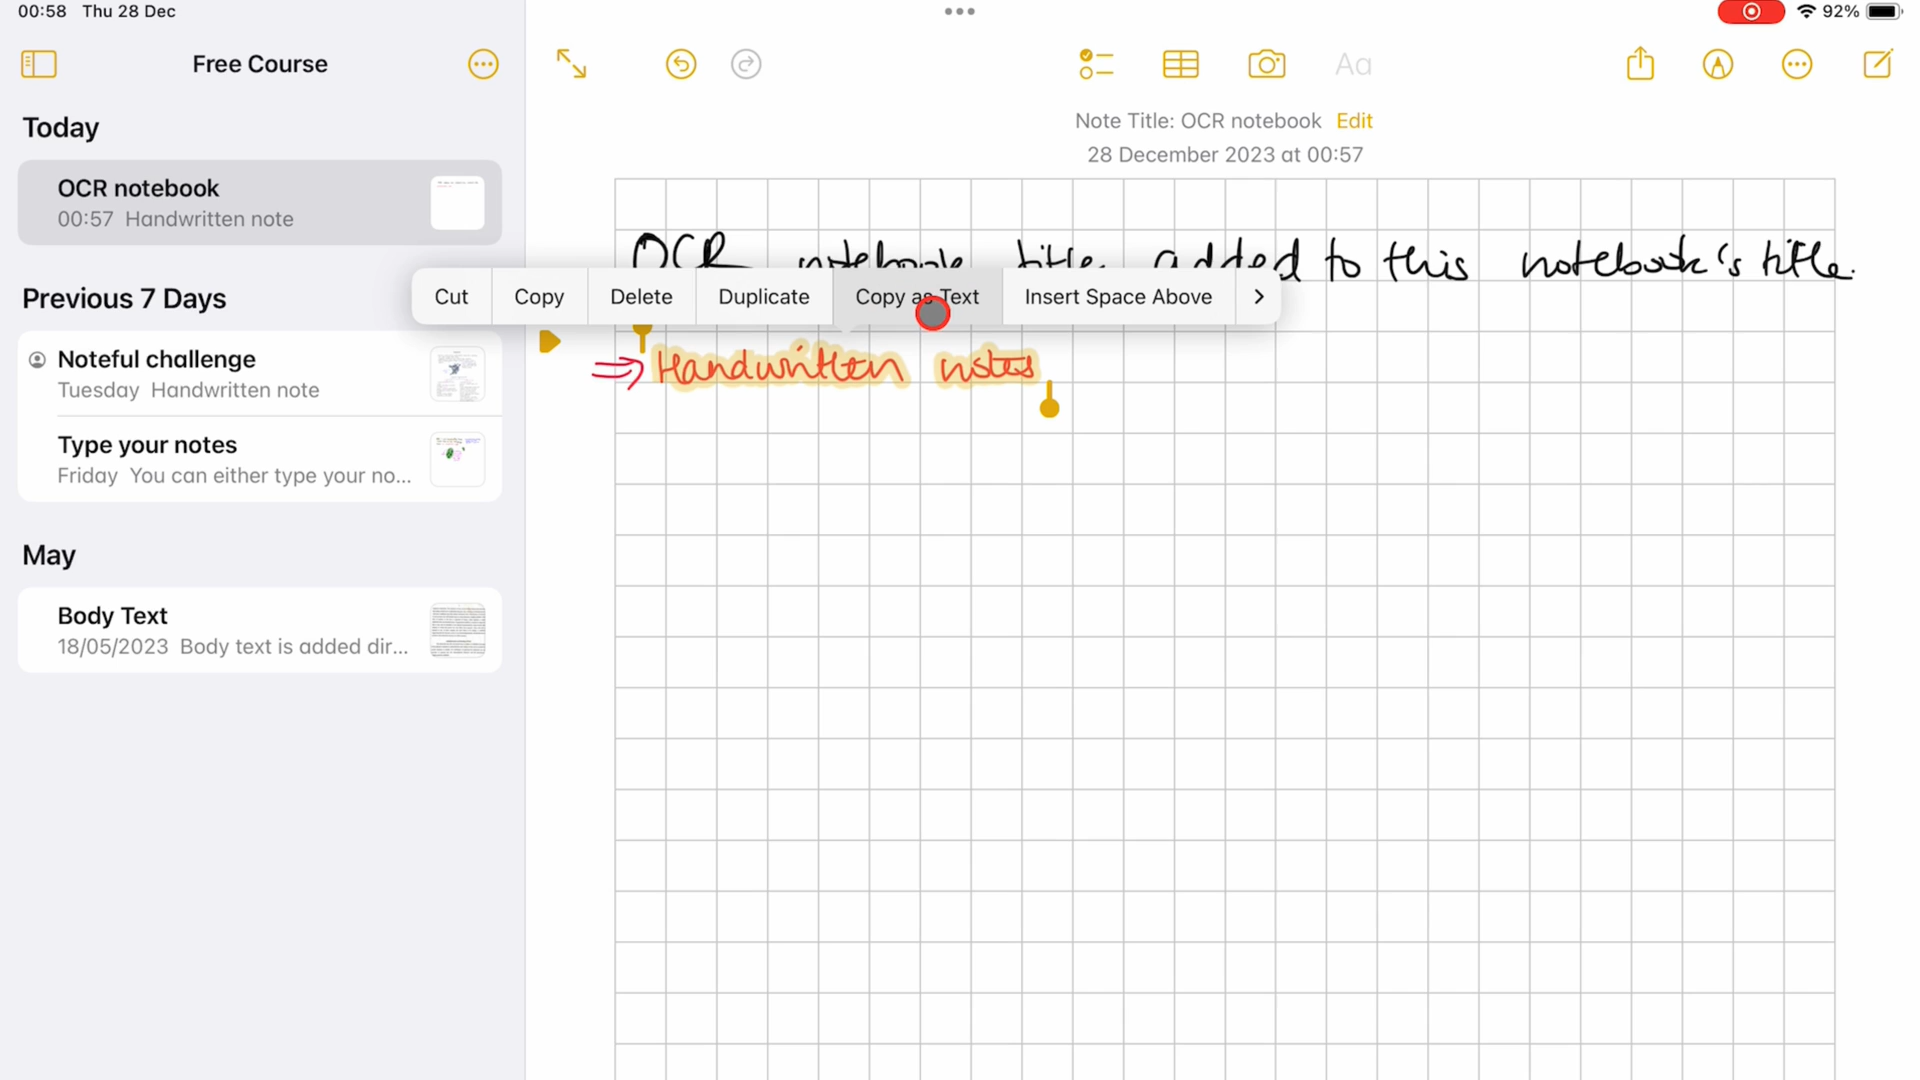 00:58 Thu 28 Dec
92%
Free Course
Aa
Today
OCR notebook
00:57 Handwritten note
Previous 7 Days
Noteful challenge
Tuesday Handwritten note
Type your notes
Friday You can either type your no...
May
Body Text
18/05/2023 Body text is added dir...
Note Title: OCR notebook Edit
28 December 2023 at 00:57
OCR notebook title added to this notebook's title.
Cut Copy Delete Duplicate Copy as Text Insert Space Above >
⇒ Handwritten notes